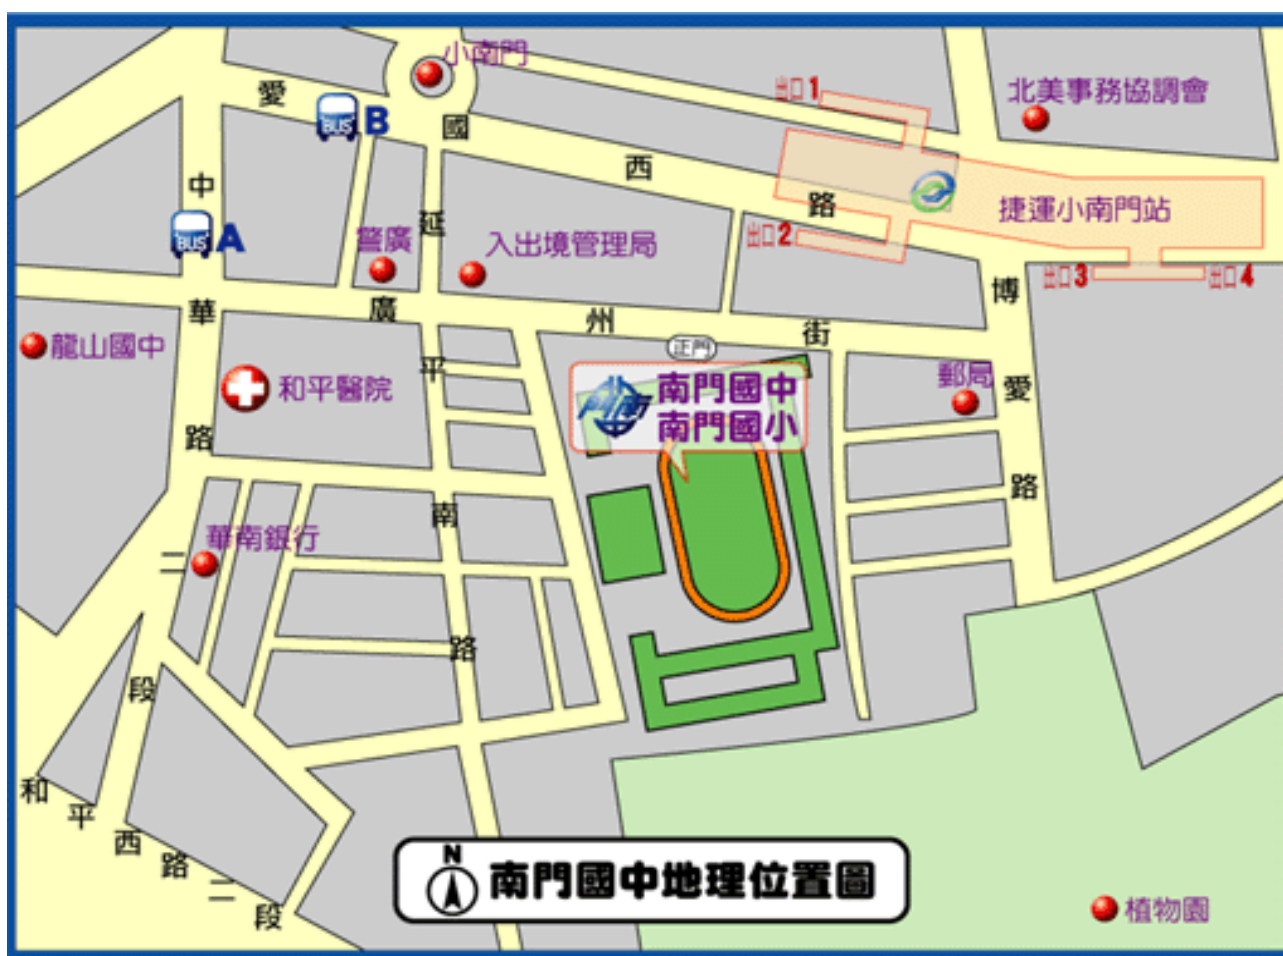 小南門
出口1
北美事務協調會
愛國西路
BUS B
捷運小南門站
BUS A
警廣
入出境管理局
出口2
出口3
出口4
中華路二段
延平南路
廣州街
博愛路
龍山國中
和平醫院
正門
南門國中
南門國小
郵局
華南銀行
和平西路二段
N
南門國中地理位置圖
植物園